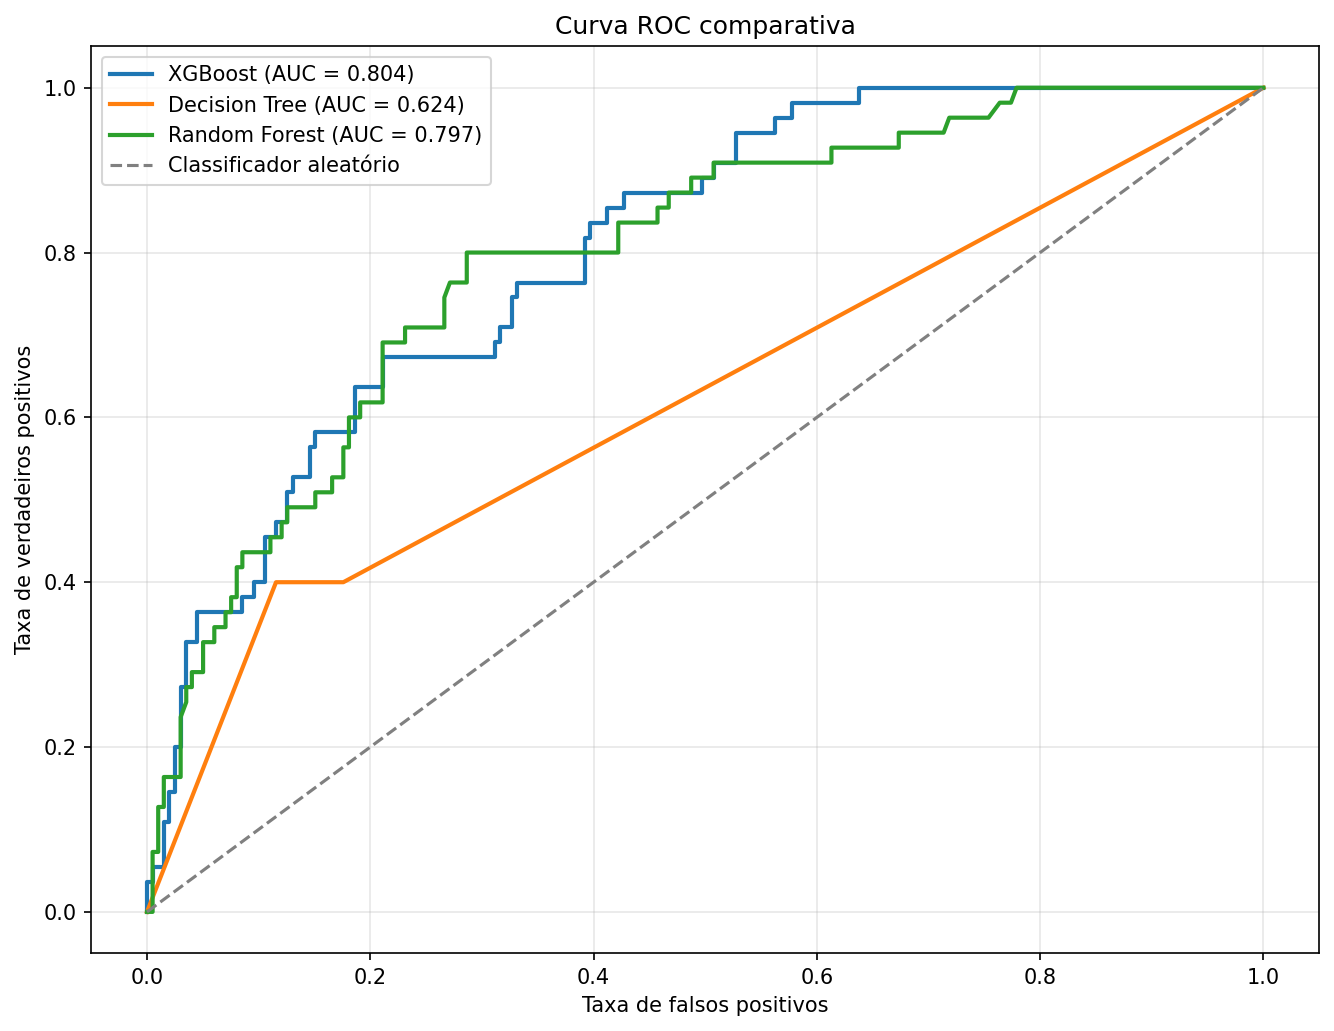 Curva ROC comparativa
XGBoost (AUC = 0.804)
Decision Tree (AUC = 0.624)
Random Forest (AUC = 0.797)
Classificador aleatório
Taxa de verdadeiros positivos
1.0
0.8
0.6
0.4
0.2
0.0
0.0 0.2 0.4 0.6 0.8 1.0
Taxa de falsos positivos